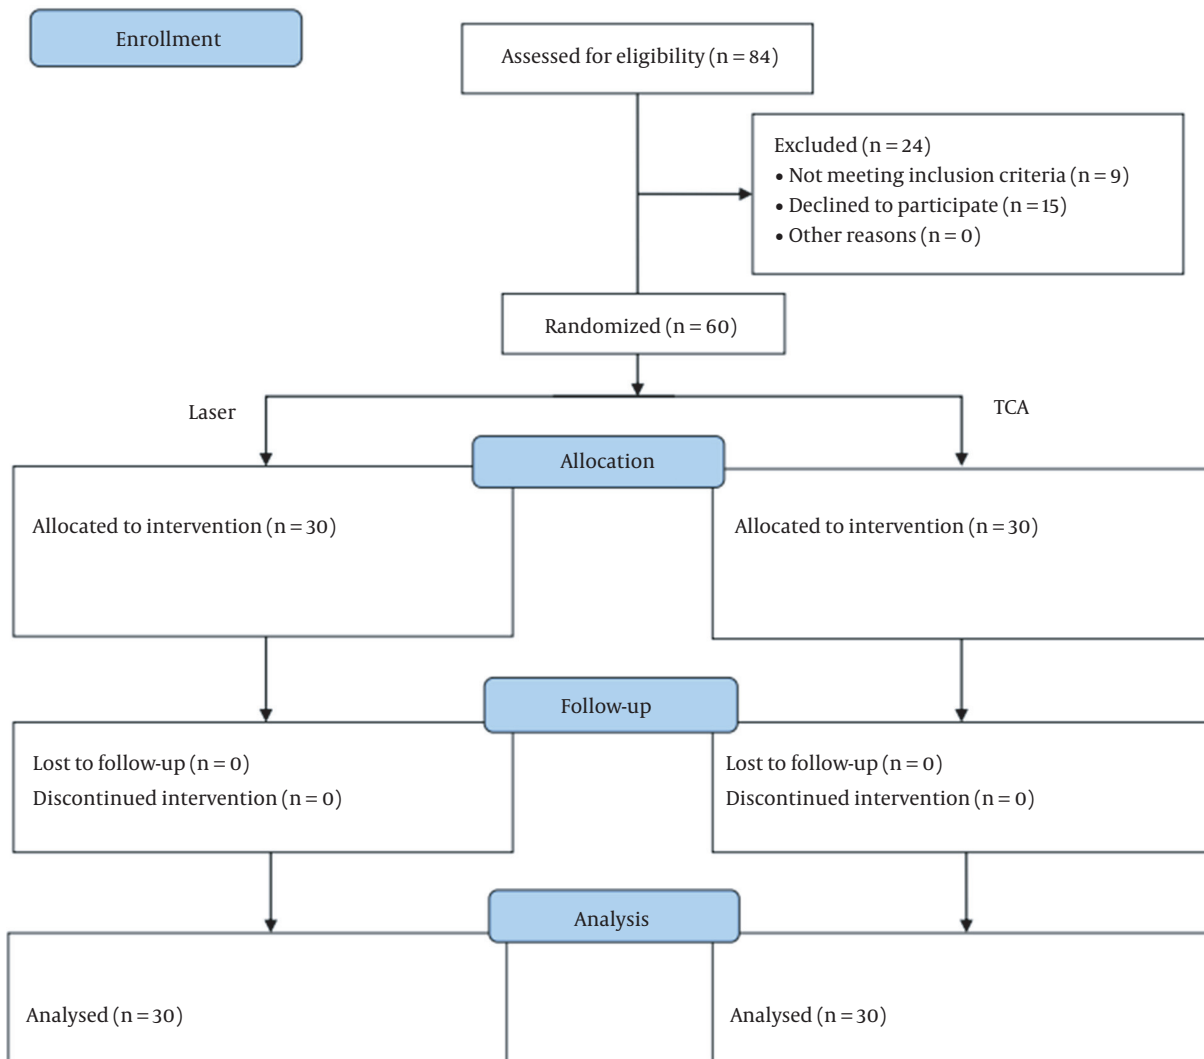 Enrollment
Assessed for eligibility (n = 84)
Excluded (n = 24)
• Not meeting inclusion criteria (n = 9)
• Declined to participate (n = 15)
• Other reasons (n = 0)
Randomized (n = 60)
Laser
TCA
Allocation
Allocated to intervention (n = 30)
Allocated to intervention (n = 30)
Follow-up
Lost to follow-up (n = 0)
Discontinued intervention (n = 0)
Lost to follow-up (n = 0)
Discontinued intervention (n = 0)
Analysis
Analysed (n = 30)
Analysed (n = 30)